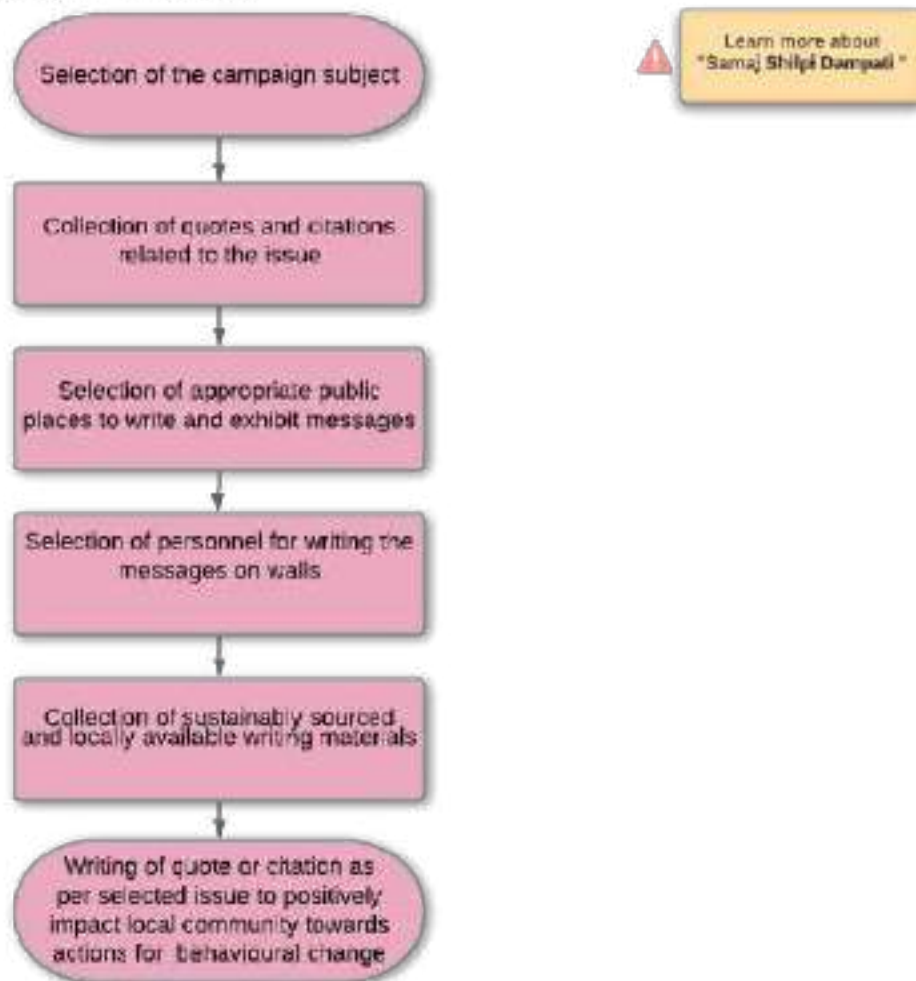 Selection of the campaign subject
Learn more about
"Samaj Shilpi Dampati "
Collection of quotes and citations
related to the issue
Selection of appropriate public
places to write and exhibit messages
Selection of personnel for writing the
messages on walls
Collection of sustainably sourced
and locally available writing materials
Writing of quote or citation as
per selected issue to positively
impact local community towards
actions for behavioural change